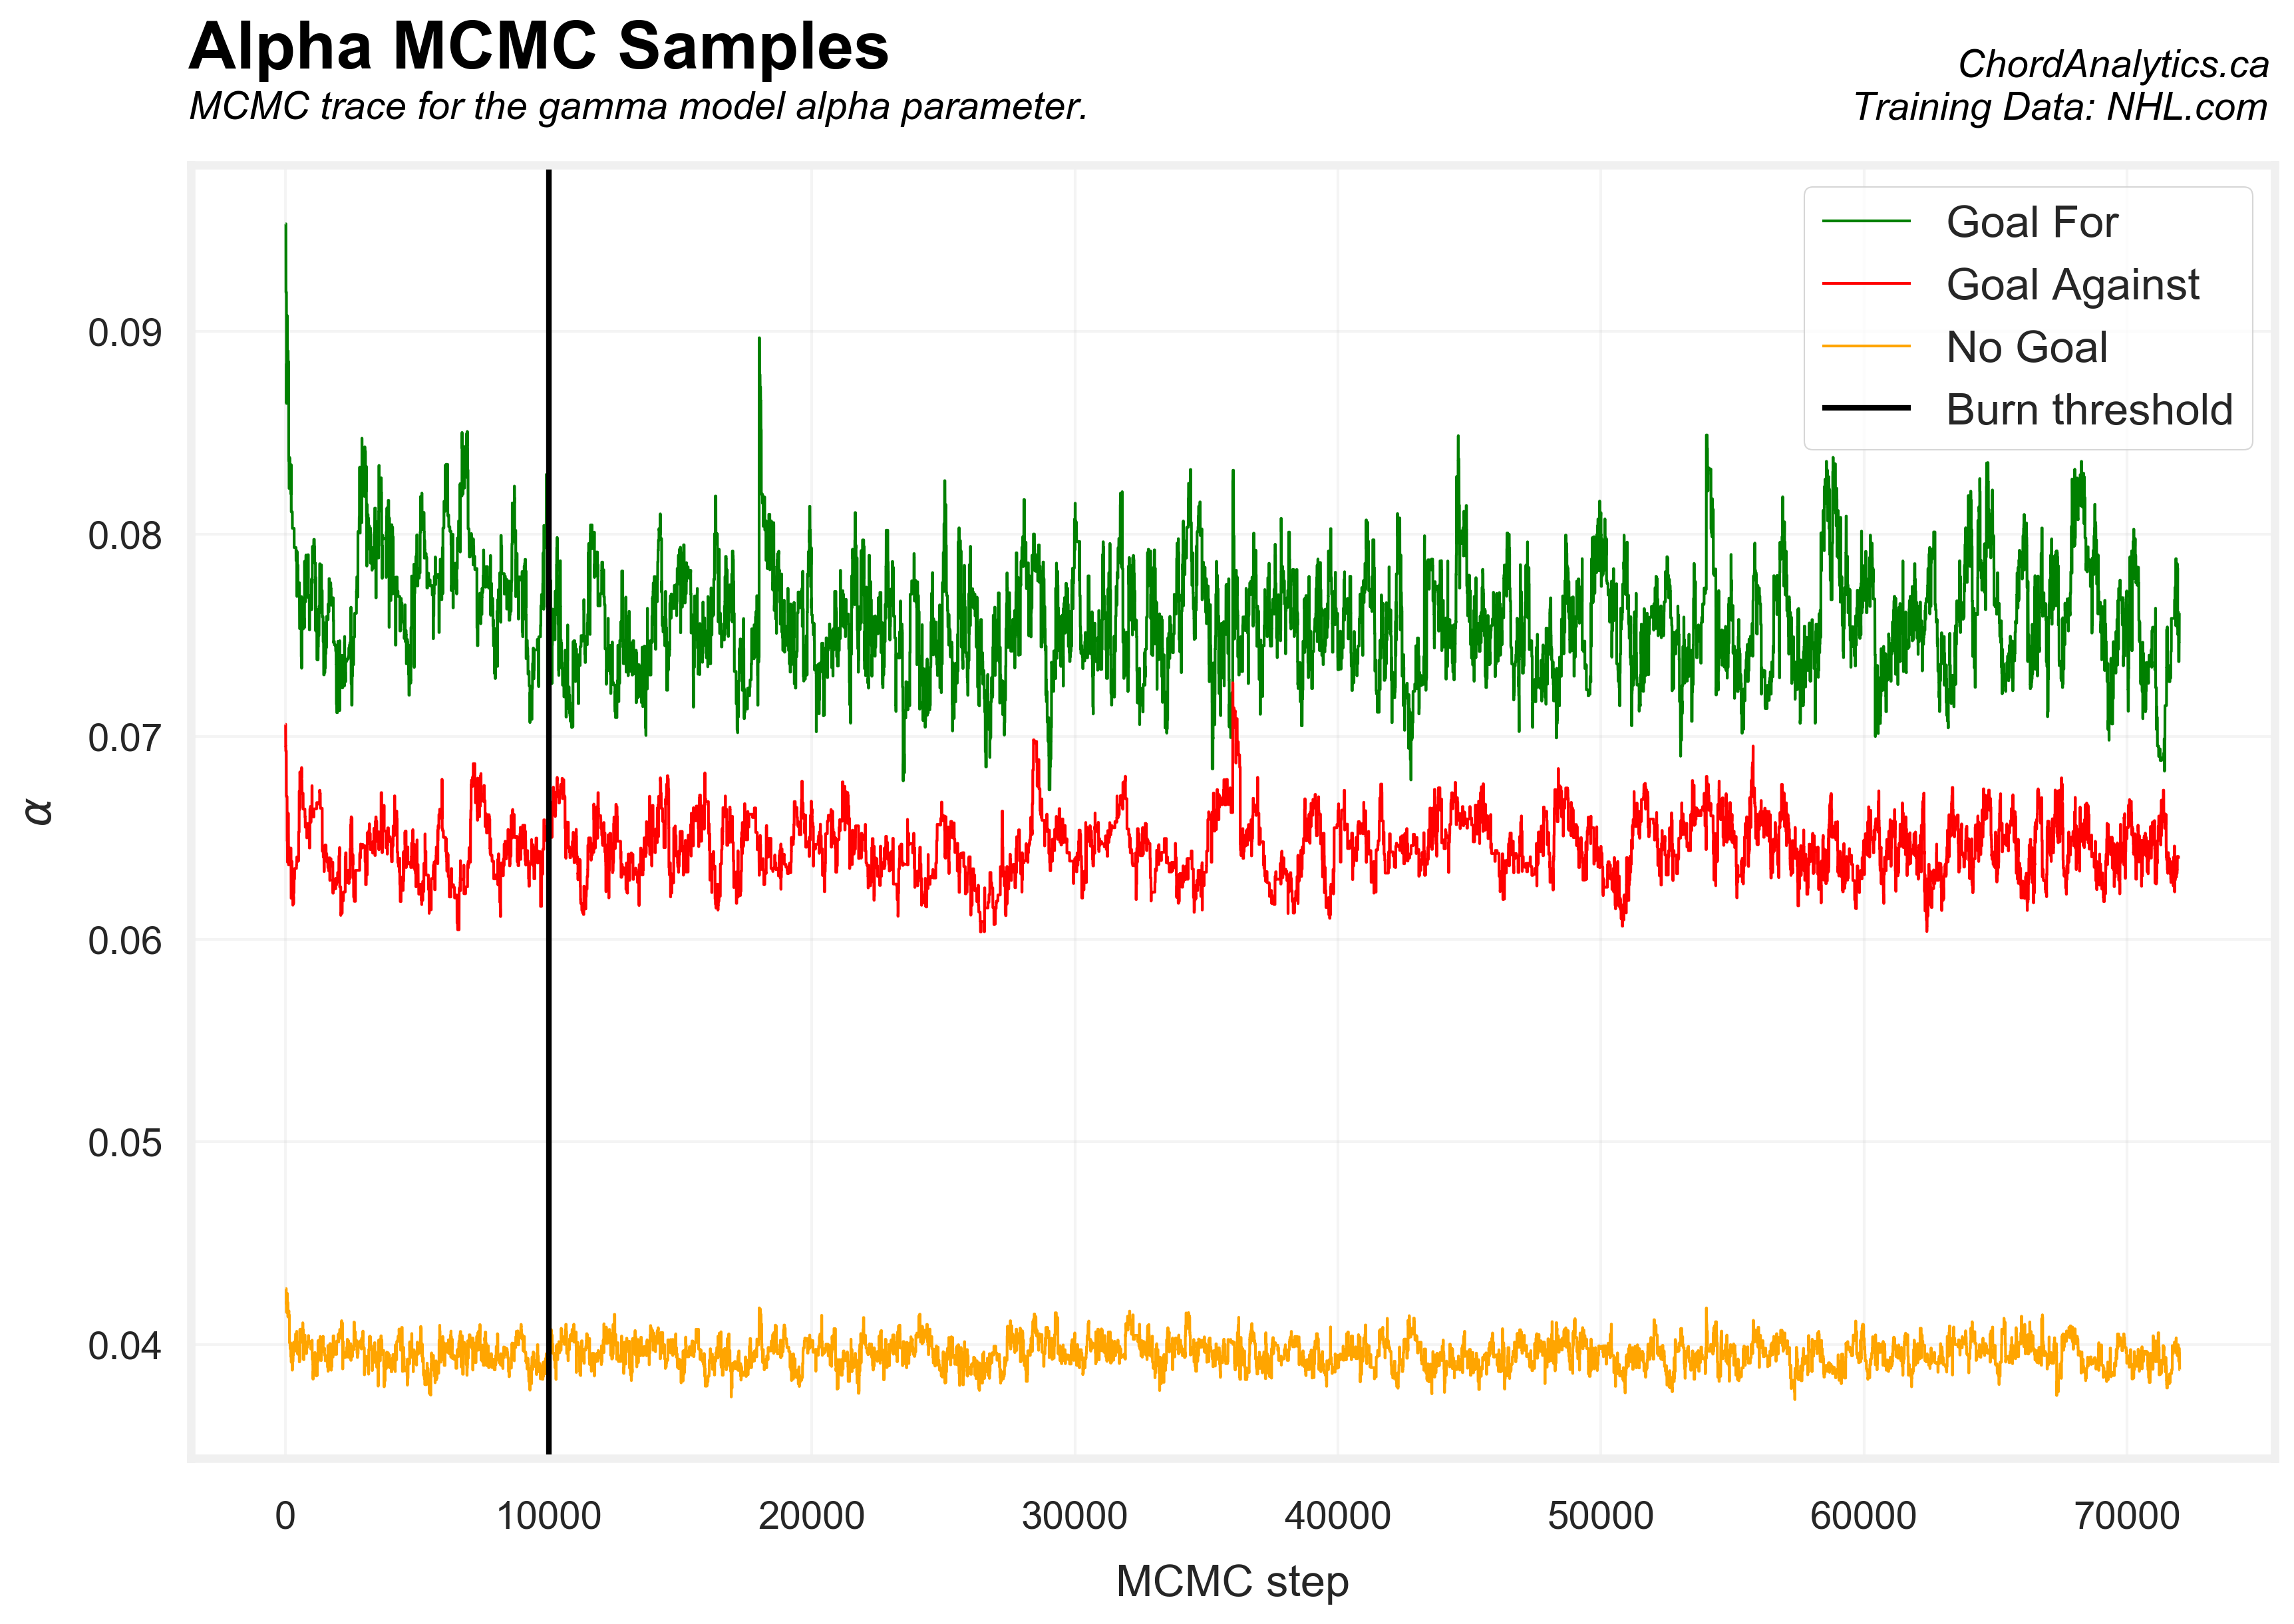 Alpha MCMC Samples
MCMC trace for the gamma model alpha parameter.
ChordAnalytics.ca
Training Data: NHL.com
Goal For
Goal Against
No Goal
Burn threshold
0.09
0.08
0.07
0.06
0.05
0.04
α
0 10000 20000 30000 40000 50000 60000 70000
MCMC step